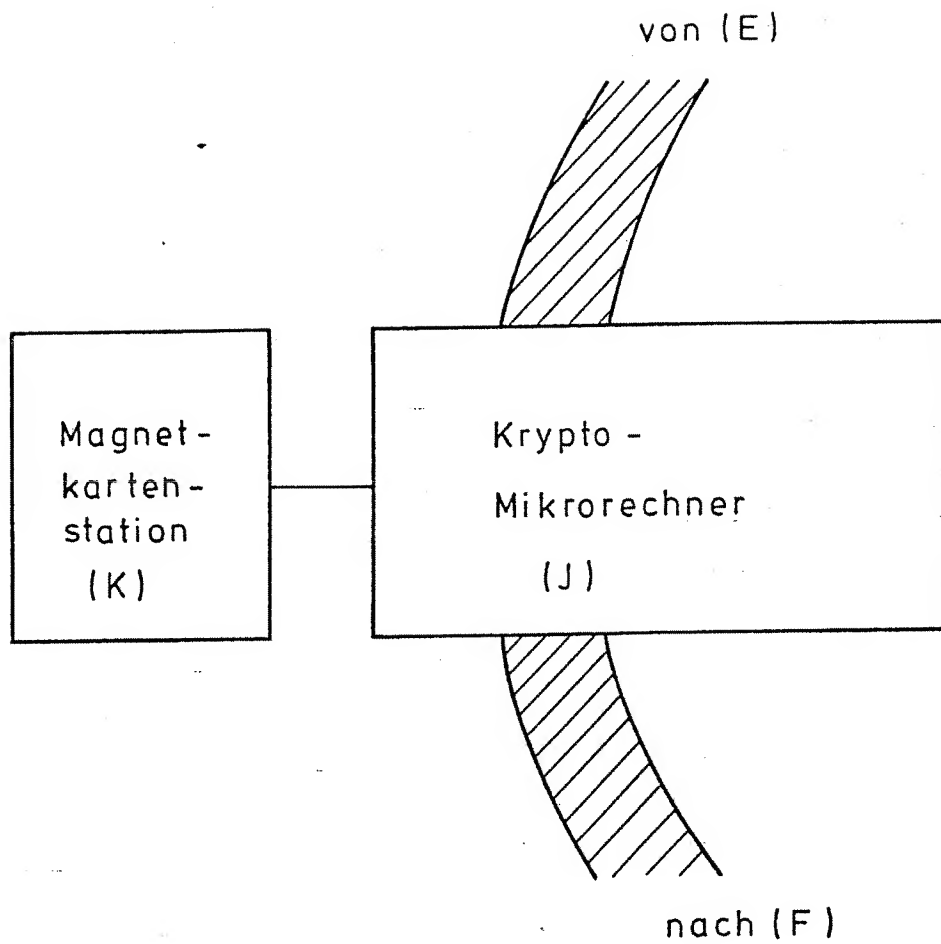 von (E)
Magnet-
karten-
station
(K)
Krypto -
Mikrorechner
(J)
nach (F)